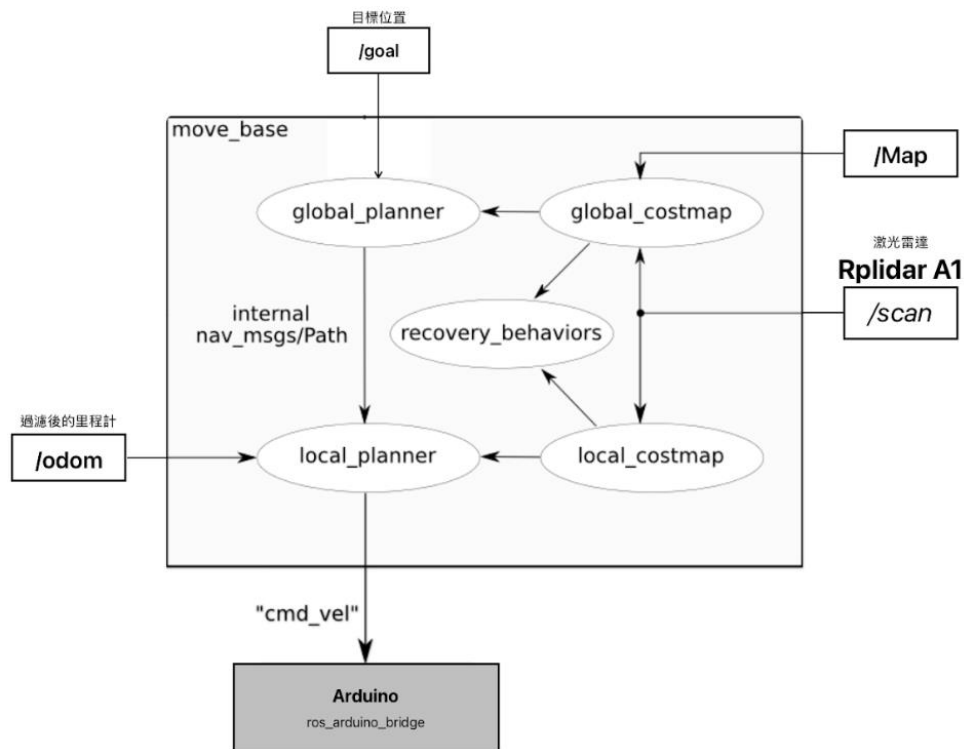 目標位置
/goal
move_base
/Map
global_planner
global_costmap
激光雷達
Rplidar A1
/scan
internal
nav_msgs/Path
recovery_behaviors
過濾後的里程計
/odom
local_planner
local_costmap
"cmd_vel"
Arduino
ros_arduino_bridge